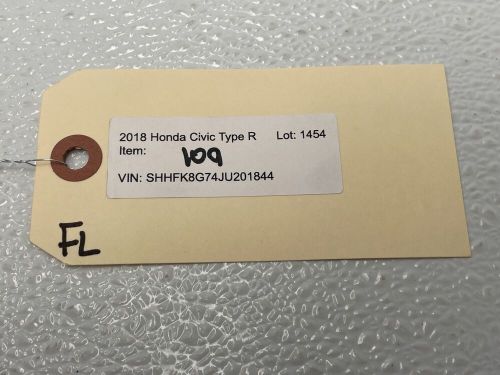 2018 Honda Civic Type R Lot: 1454
Item: 109
VIN: SHHFK8G74JU201844
FL